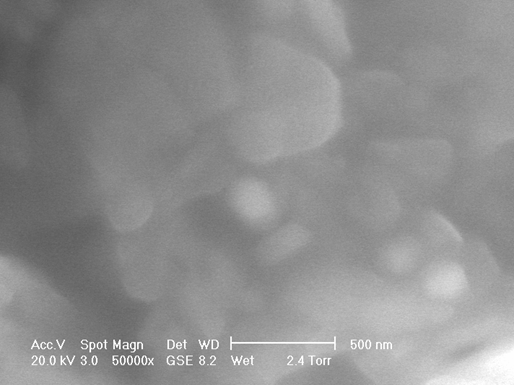 Acc.V Spot Magn Det WD 500 nm
20.0 kV 3.0 50000x GSE 8.2 Wet 2.4 Torr